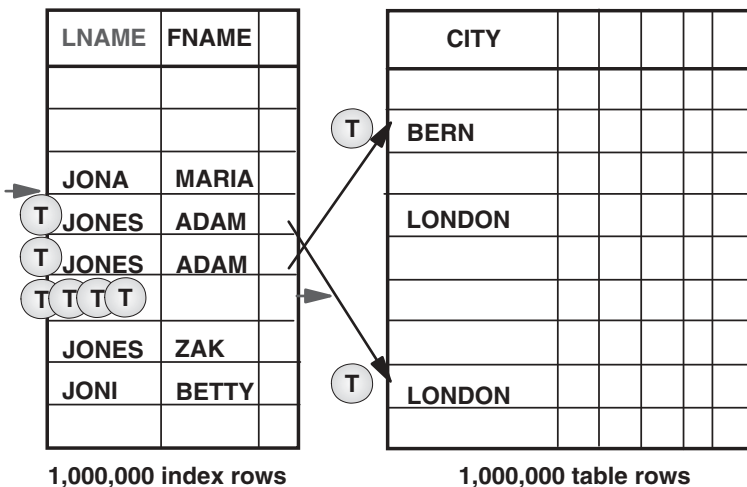 LNAME FNAME
CITY
T
BERN
JONA MARIA
T JONES ADAM
LONDON
T JONES ADAM
T T T T
JONES ZAK
T
JONI BETTY
LONDON
1,000,000 index rows
1,000,000 table rows